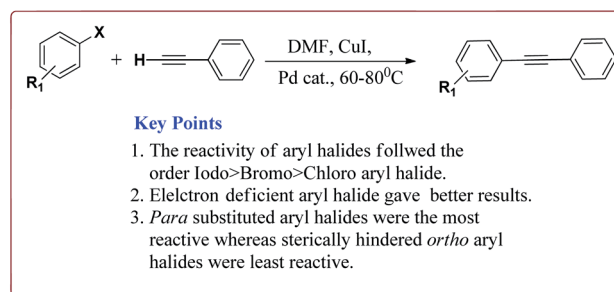 X
R1
+
H
DMF, CuI,
Pd cat., 60-80⁰C
R1
Key Points
1. The reactivity of aryl halides follwed the
order Iodo>Bromo>Chloro aryl halide.
2. Elelctron deficient aryl halide gave better results.
3. Para substituted aryl halides were the most
reactive whereas sterically hindered ortho aryl
halides were least reactive.